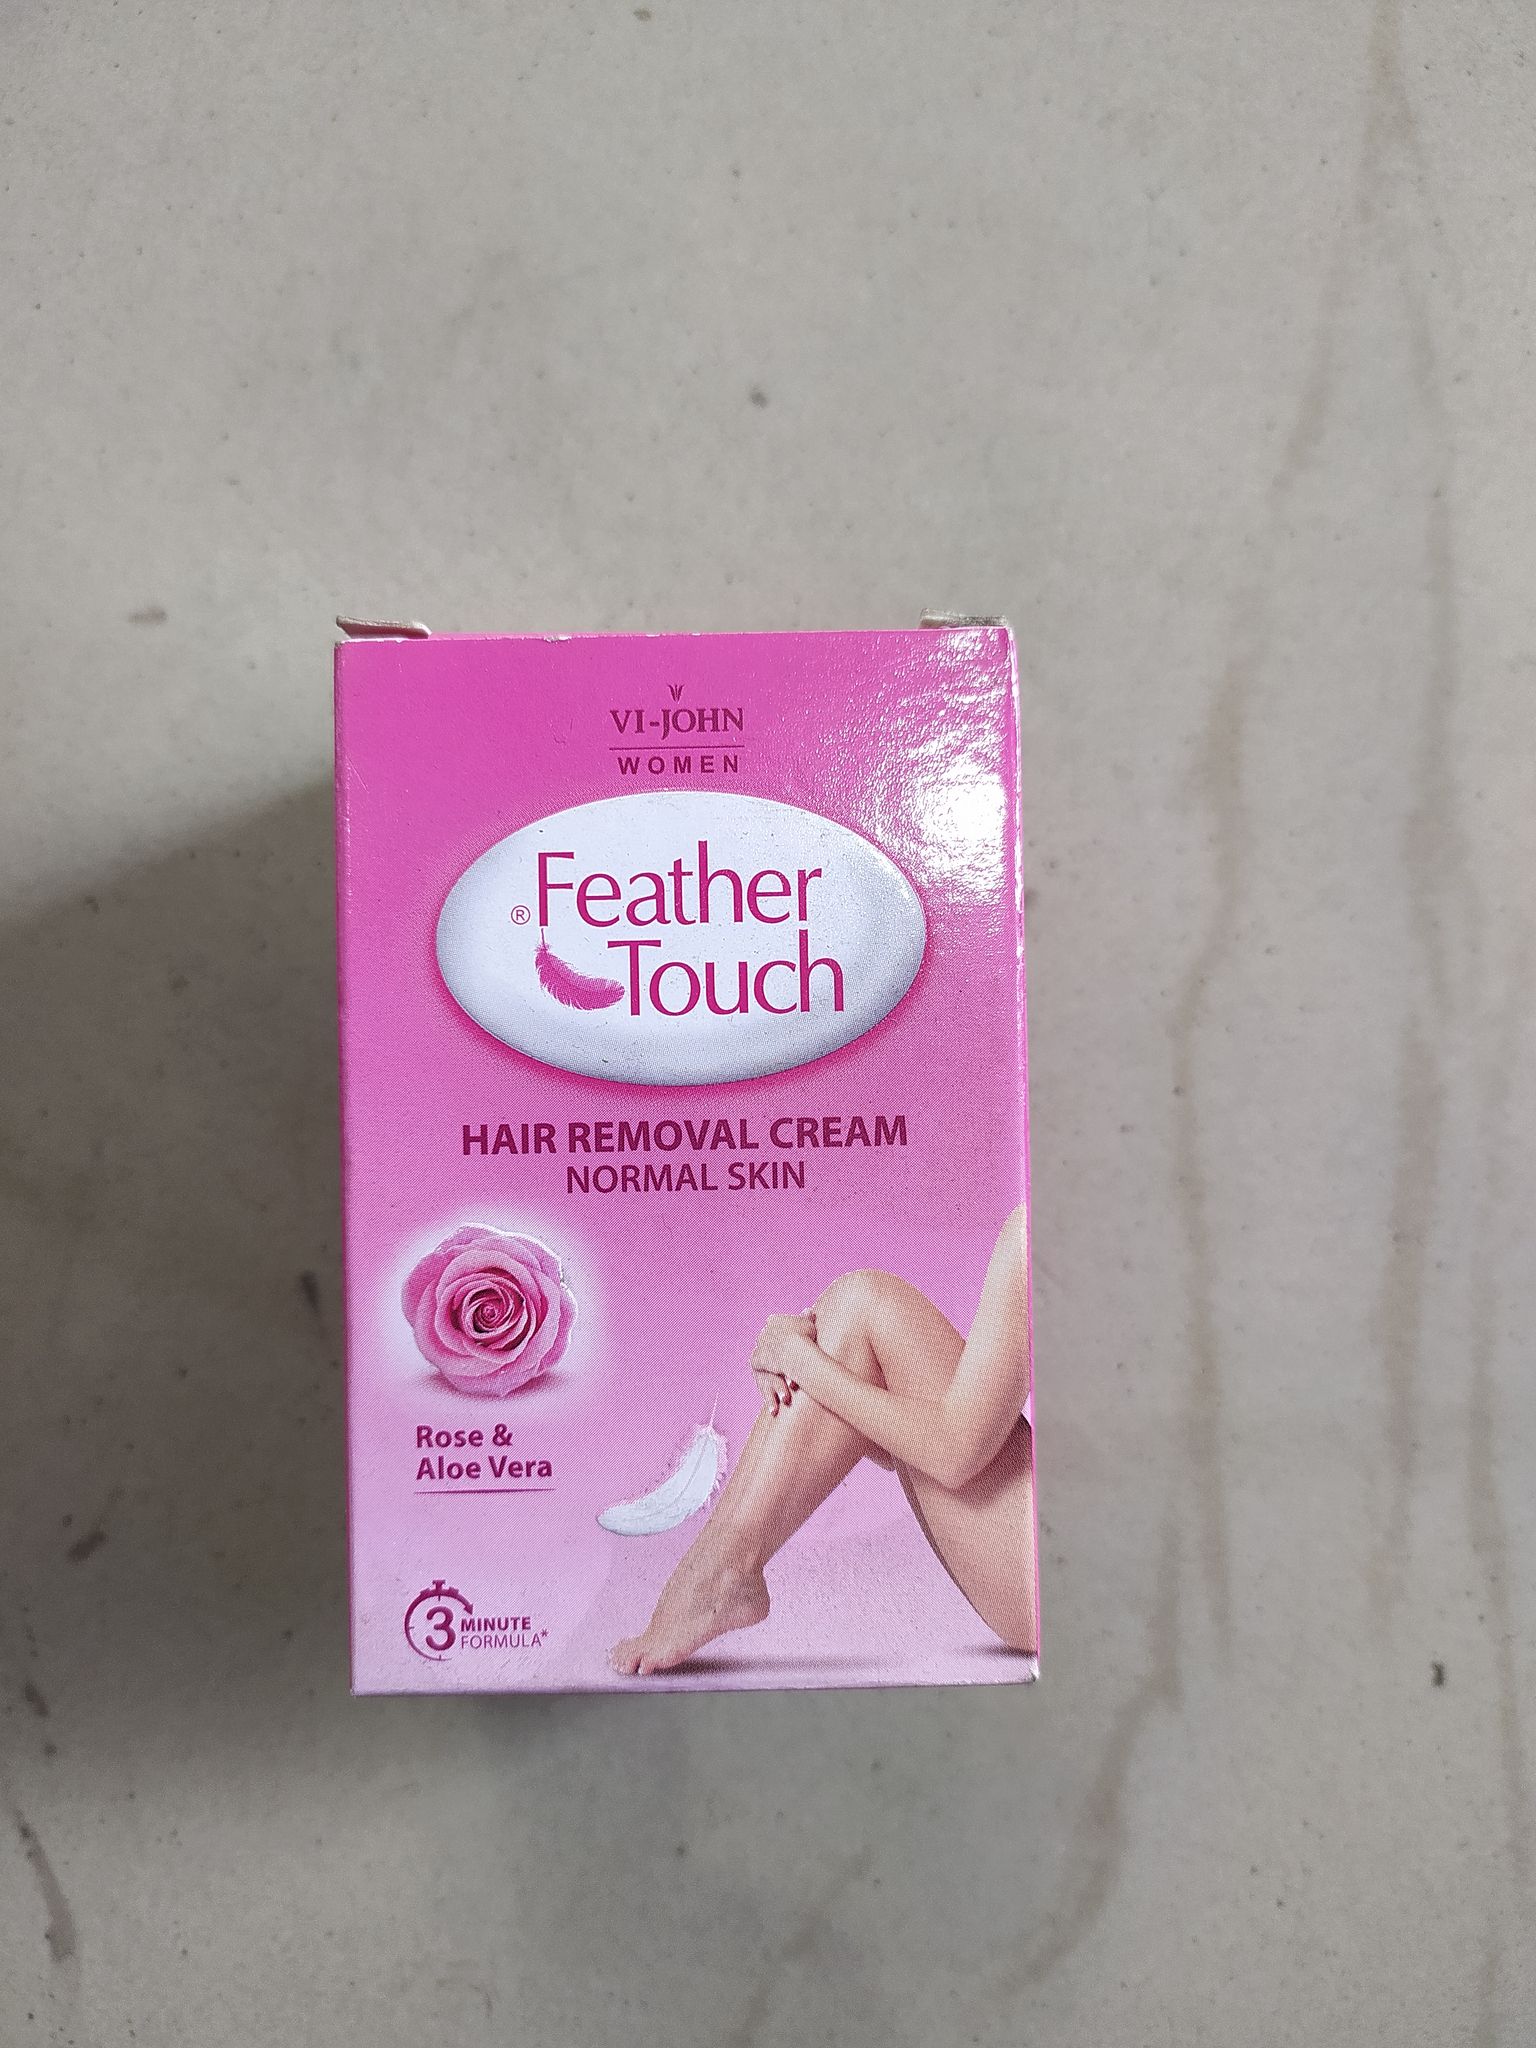 VI-JOHN
WOMEN
® Feather
Touch
HAIR REMOVAL CREAM
NORMAL SKIN
Rose &
Aloe Vera
3 MINUTE
FORMULA*